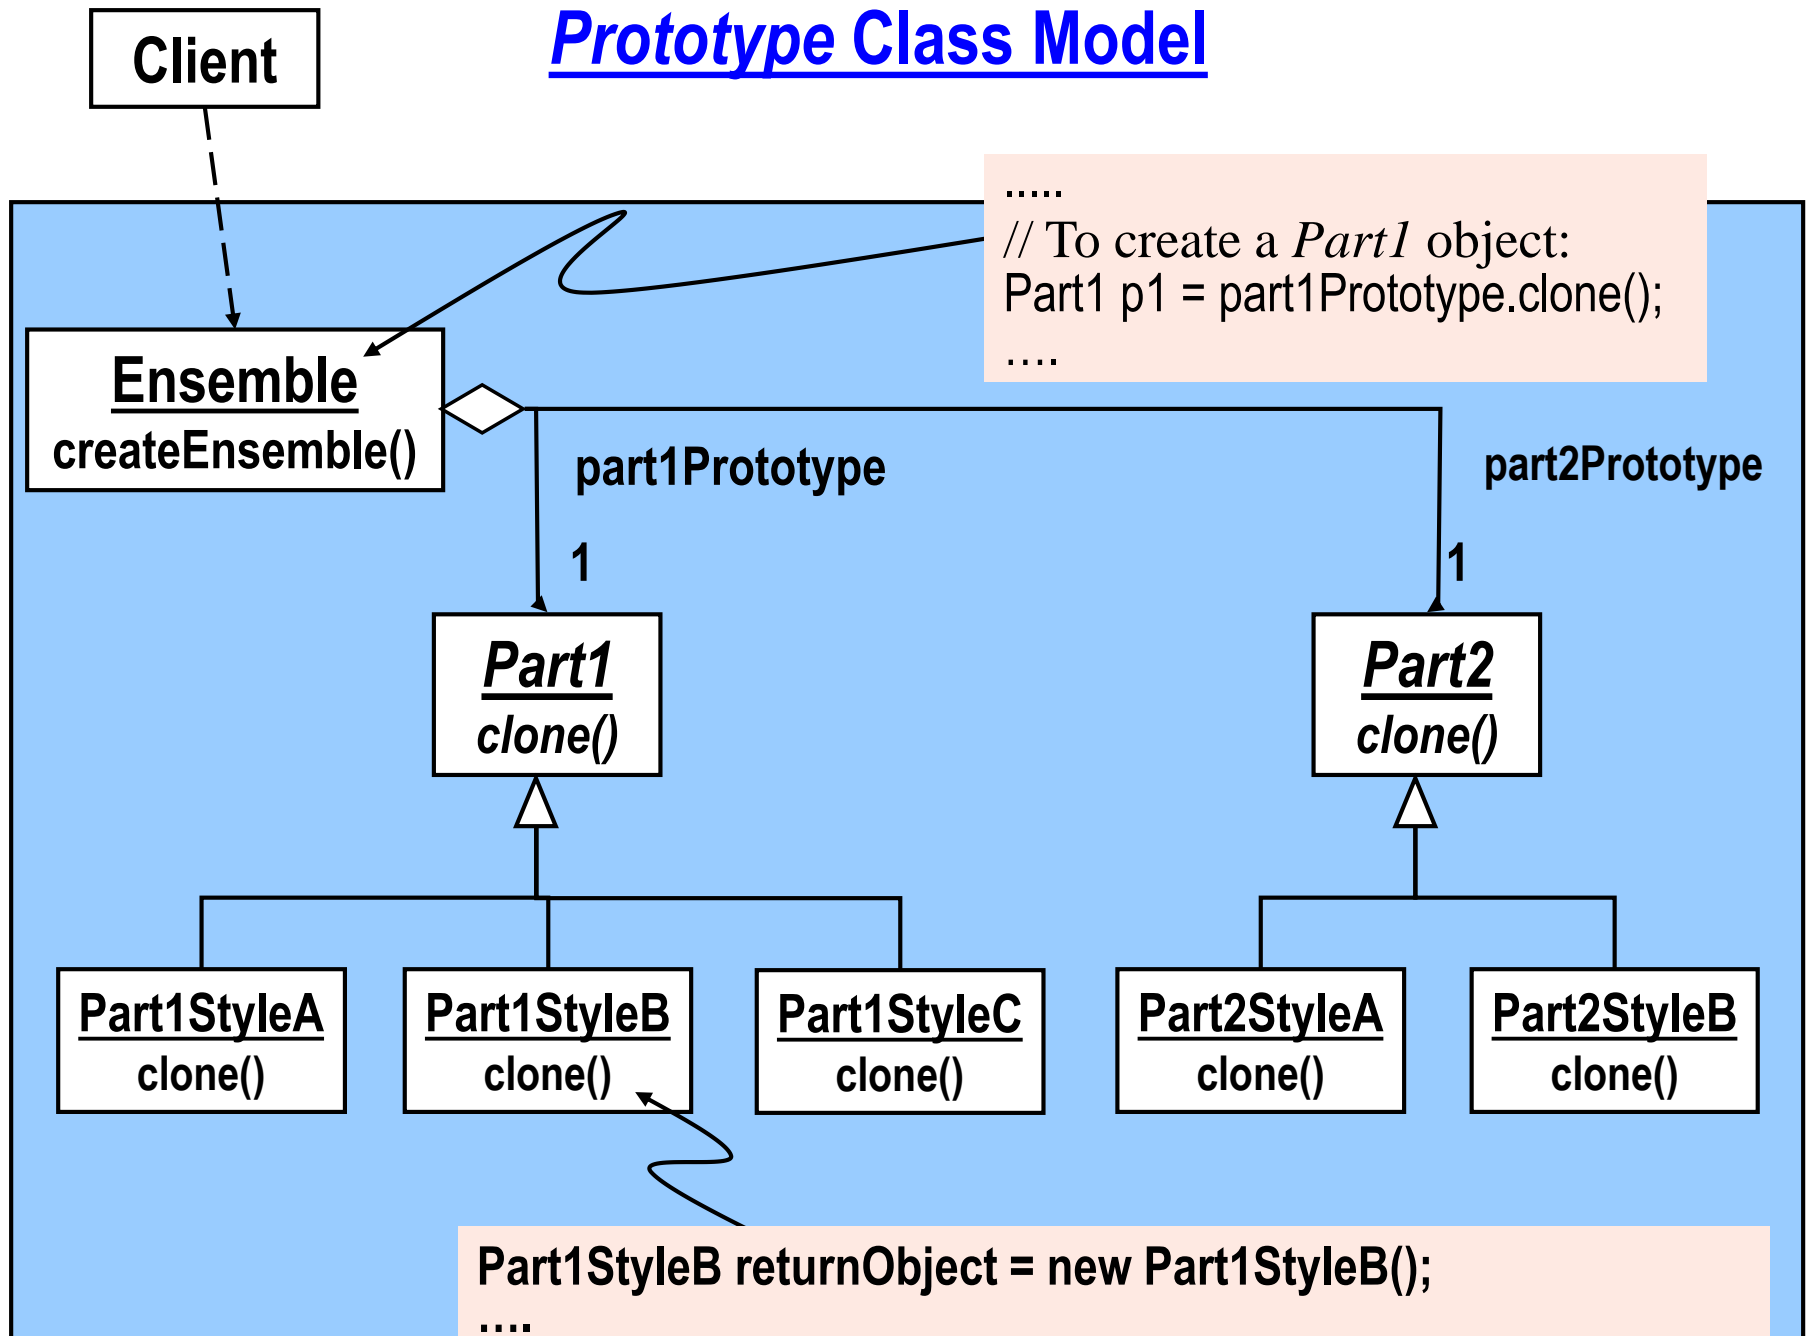 Prototype Class Model
Client
.....
// To create a Part1 object:
Part1 p1 = part1Prototype.clone();
....
Ensemble
createEnsemble()
part1Prototype
part2Prototype
1
1
Part1
clone()
Part2
clone()
Part1StyleA
clone()
Part1StyleB
clone()
Part1StyleC
clone()
Part2StyleA
clone()
Part2StyleB
clone()
Part1StyleB returnObject = new Part1StyleB();
....